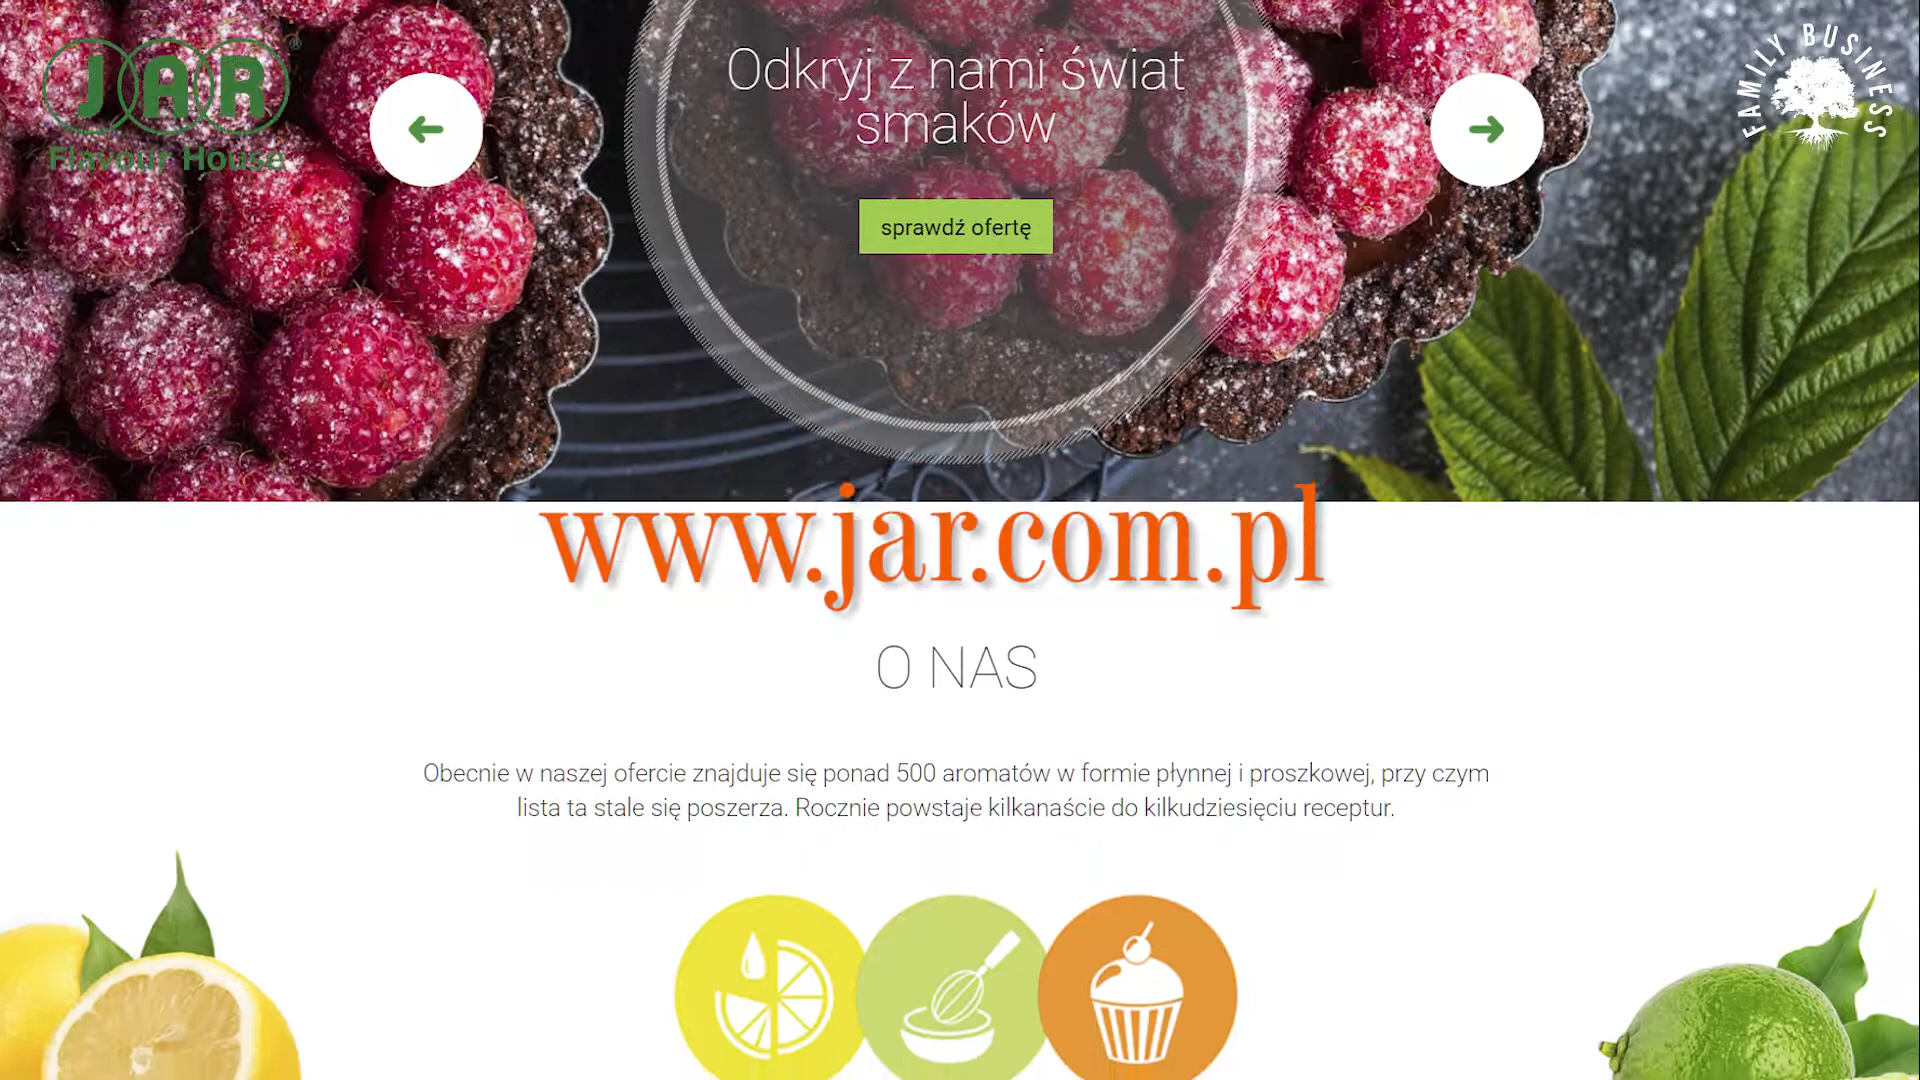 JAR
®
Flavour House
Odkryj z nami świat
smaków
sprawdź ofertę
FAMILY BUSINESS
www.jar.com.pl
O NAS
Obecnie w naszej ofercie znajduje się ponad 500 aromatów w formie płynnej i proszkowej, przy czym
lista ta stale się poszerza. Rocznie powstaje kilkanaście do kilkudziesięciu receptur.